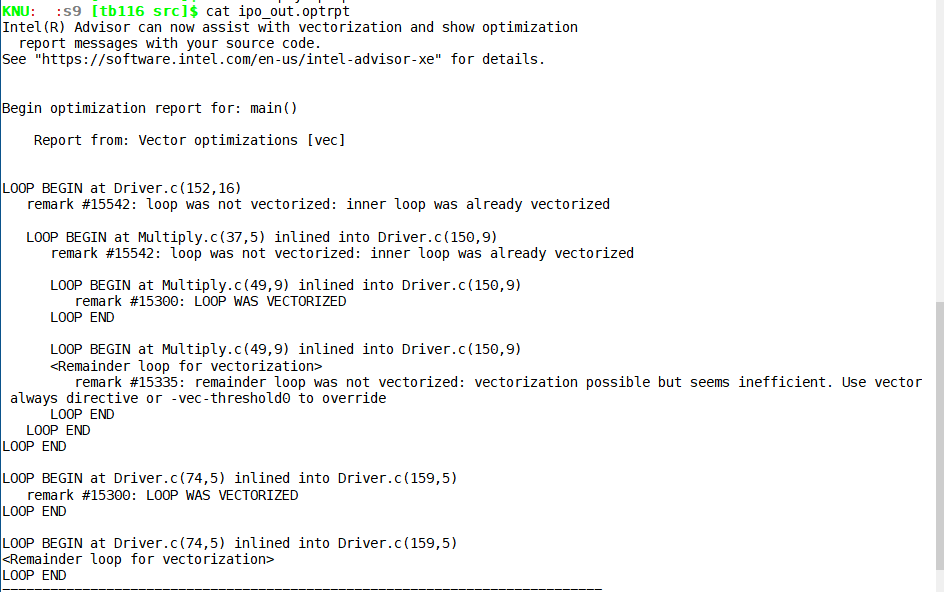 KNU:  :s9 [tb116 src]$ cat ipo_out.optrpt
Intel(R) Advisor can now assist with vectorization and show optimization
  report messages with your source code.
See "https://software.intel.com/en-us/intel-advisor-xe" for details.
Begin optimization report for: main()
    Report from: Vector optimizations [vec]
LOOP BEGIN at Driver.c(152,16)
   remark #15542: loop was not vectorized: inner loop was already vectorized
   LOOP BEGIN at Multiply.c(37,5) inlined into Driver.c(150,9)
      remark #15542: loop was not vectorized: inner loop was already vectorized
      LOOP BEGIN at Multiply.c(49,9) inlined into Driver.c(150,9)
         remark #15300: LOOP WAS VECTORIZED
      LOOP END
      LOOP BEGIN at Multiply.c(49,9) inlined into Driver.c(150,9)
      <Remainder loop for vectorization>
         remark #15335: remainder loop was not vectorized: vectorization possible but seems inefficient. Use vector
 always directive or -vec-threshold0 to override
      LOOP END
   LOOP END
LOOP END
LOOP BEGIN at Driver.c(74,5) inlined into Driver.c(159,5)
   remark #15300: LOOP WAS VECTORIZED
LOOP END
LOOP BEGIN at Driver.c(74,5) inlined into Driver.c(159,5)
<Remainder loop for vectorization>
LOOP END